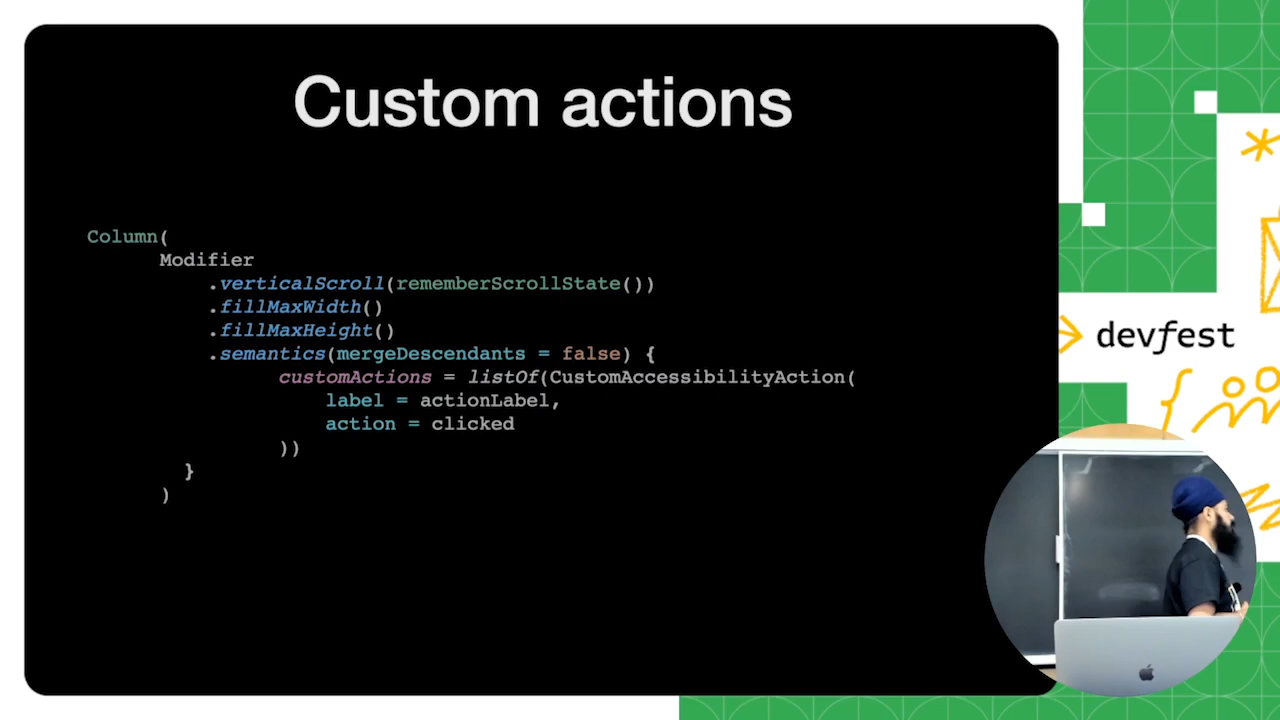 Custom actions
Column(
Modifier
.verticalScroll(rememberScrollState())
.fillMaxWidth()
.fillMaxHeight()
.semantics(mergeDescendants = false) {
customActions = listOf(CustomAccessibilityAction(
label = actionLabel,
action = clicked
))
}
)
devfest